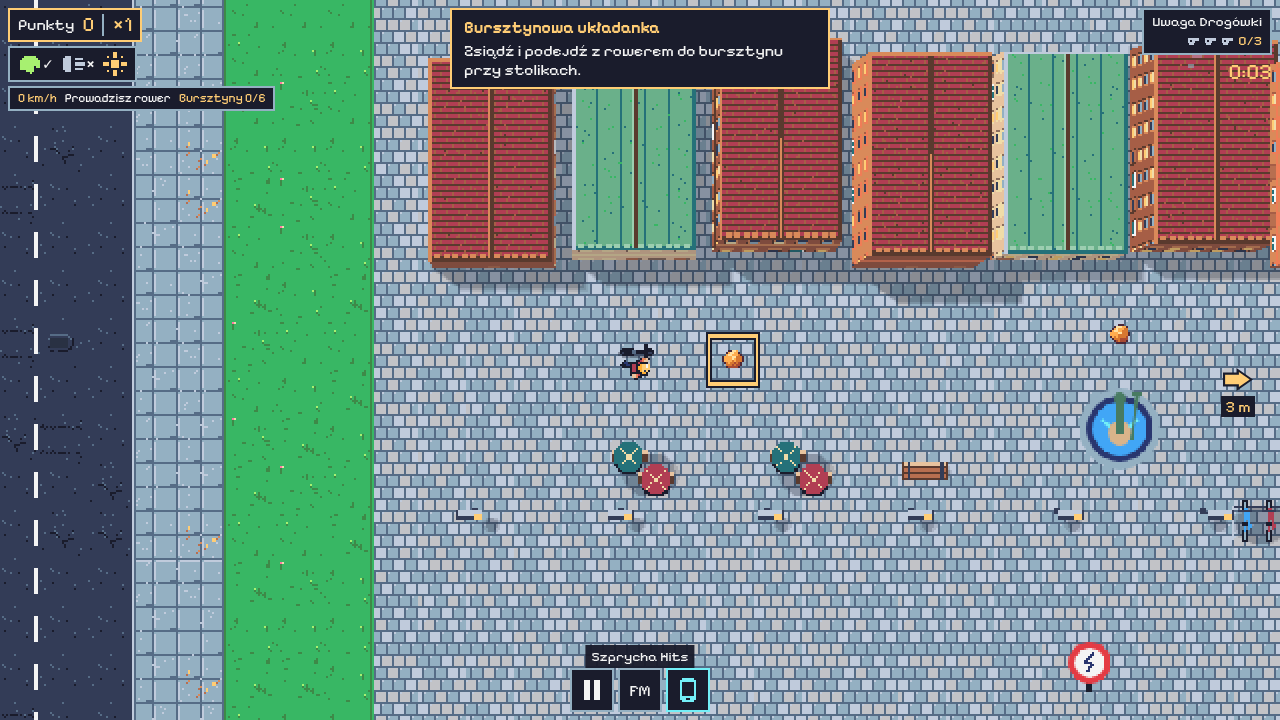 Punkty 0 ×1
0 km/h Prowadzisz rower Bursztyny 0/6
Bursztynowa układanka
Zsiądź i podejdź z rowerem do bursztynu
przy stolikach.
Uwaga Drogówki
0/3
0:03
3 m
Szprycha Hits
FM